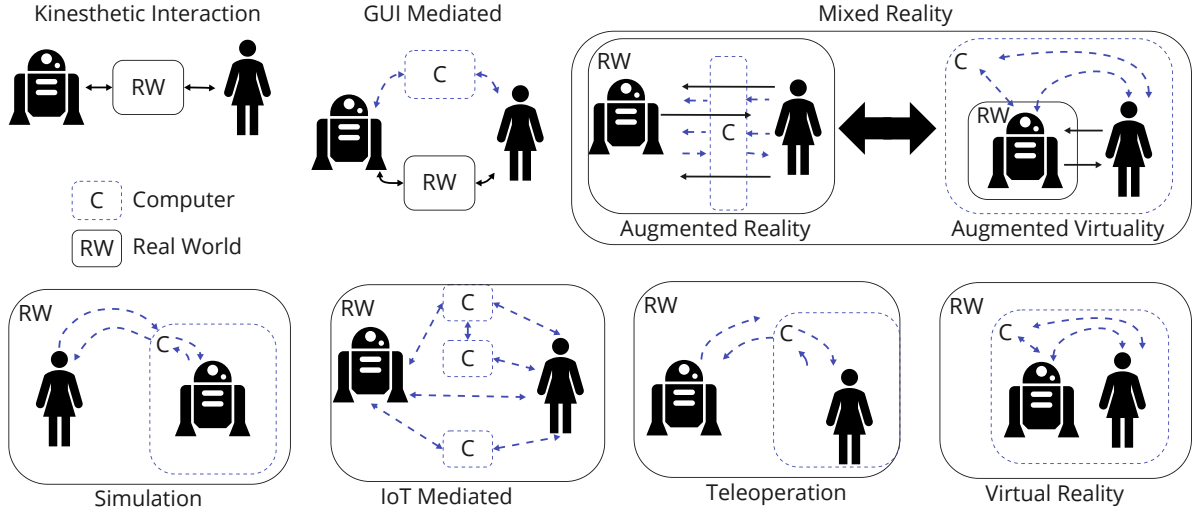 Kinesthetic Interaction
RW
GUI Mediated
C
RW
Mixed Reality
RW
C
Augmented Reality
C
RW
Augmented Virtuality
C Computer
RW Real World
RW
C
Simulation
RW
C
C
C
IoT Mediated
RW
C
Teleoperation
RW
C
Virtual Reality